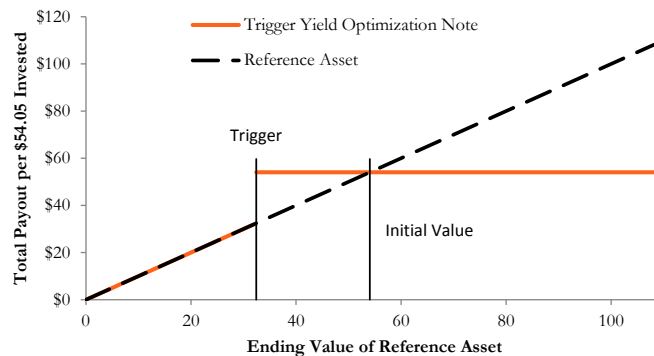 $120
$100
$80
$60
$40
$20
$0
Total Payout per $54.05 Invested
Trigger Yield Optimization Note
Reference Asset
Trigger
Initial Value
0
20
40
60
80
100
Ending Value of Reference Asset